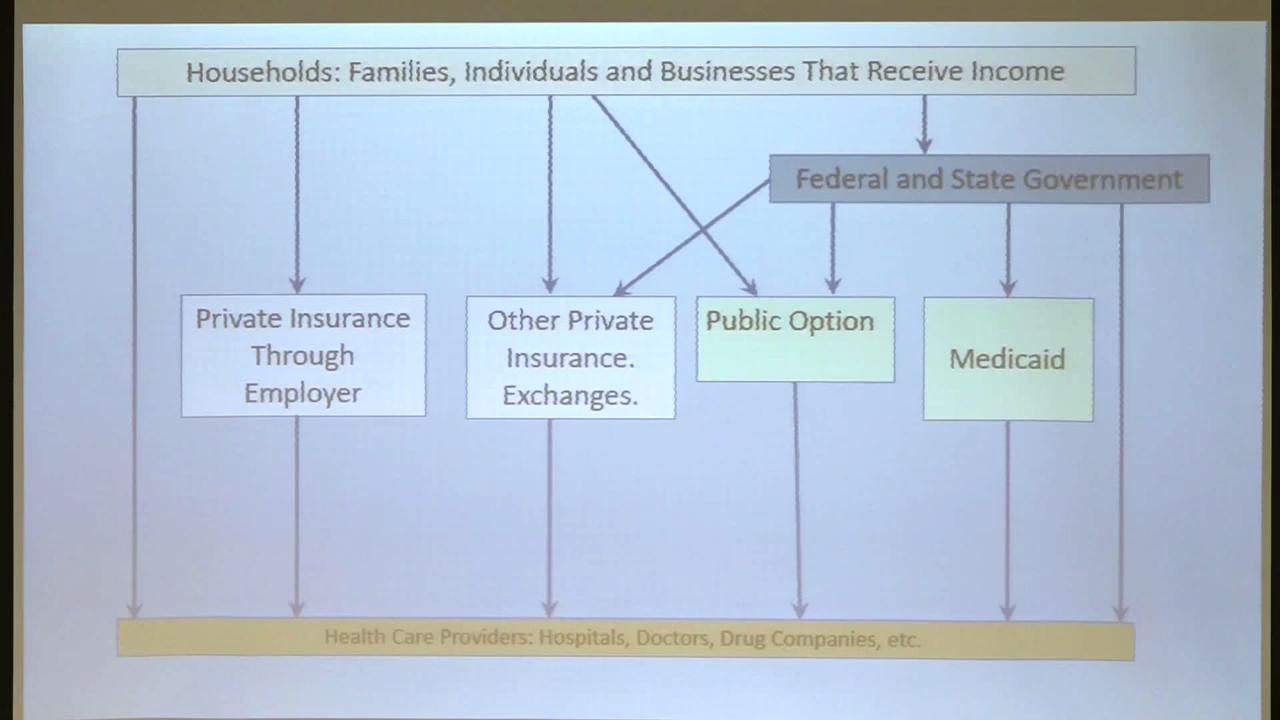 Households: Families, Individuals and Businesses That Receive Income
Federal and State Government
Private Insurance
Through
Employer
Other Private
Insurance.
Exchanges.
Public Option
Medicaid
Health Care Providers: Hospitals, Doctors, Drug Companies, etc.